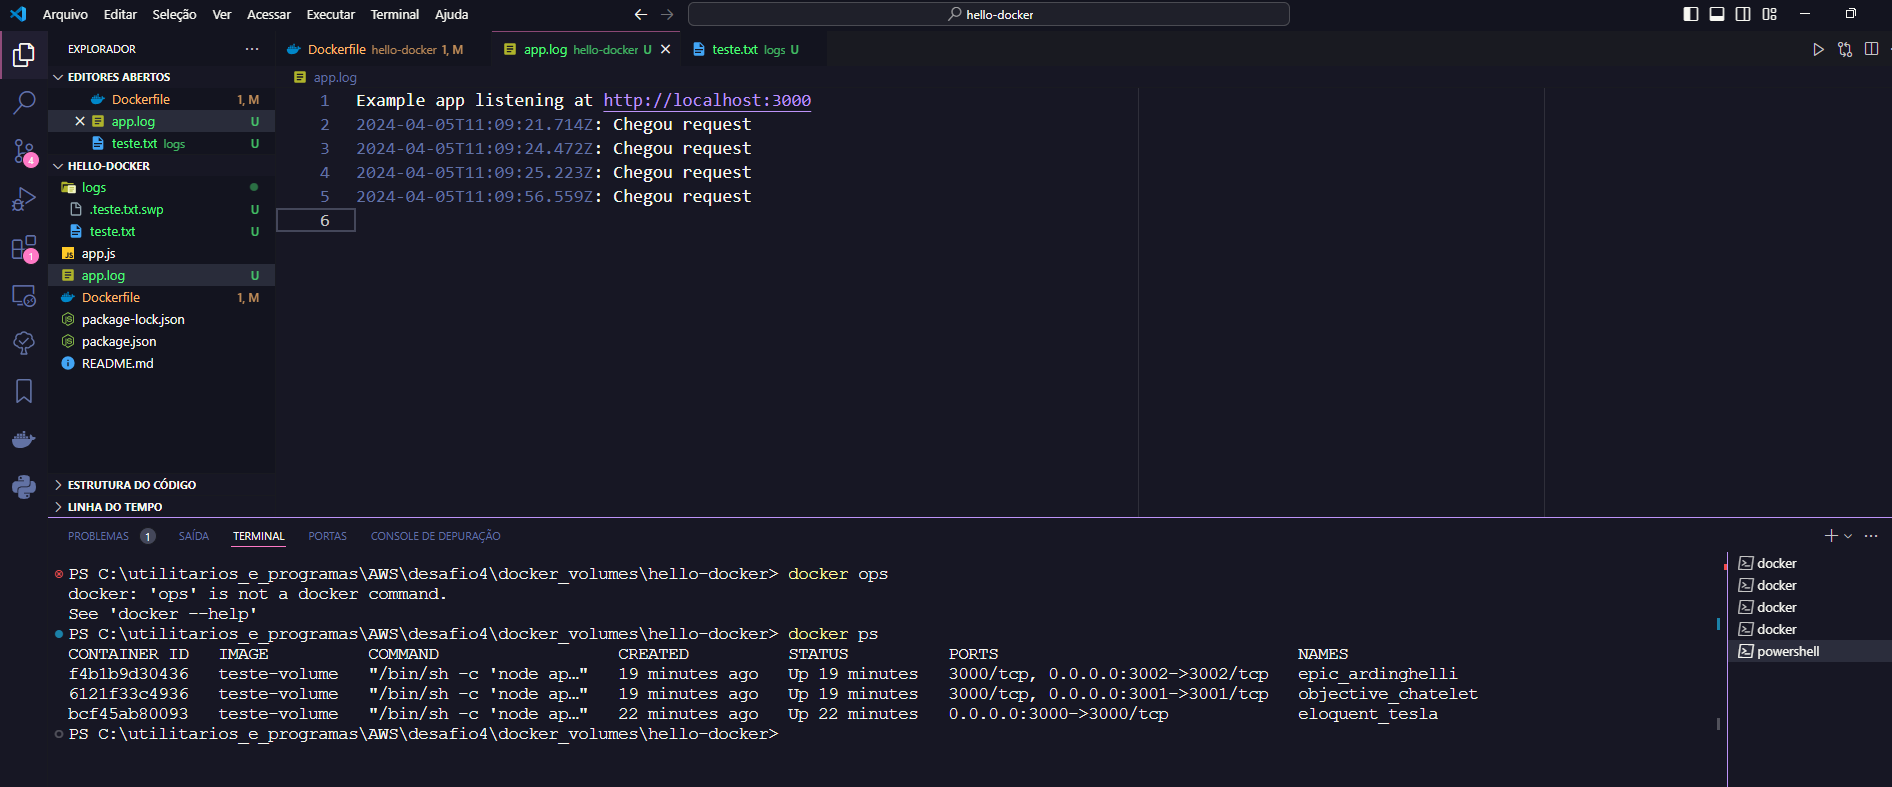 Arquivo Editar Seleção Ver Acessar Executar Terminal Ajuda
hello-docker
EXPLORADOR
Dockerfile hello-docker 1, M
app.log hello-docker U
teste.txt logs U
EDITORES ABERTOS
Dockerfile 1, M
app.log U
teste.txt logs U
HELLO-DOCKER
logs
.teste.txt.swp U
teste.txt U
app.js
app.log U
Dockerfile 1, M
package-lock.json
package.json
README.md
4
1
ESTRUTURA DO CÓDIGO
LINHA DO TEMPO
app.log
1 Example app listening at http://localhost:3000
2 2024-04-05T11:09:21.714Z: Chegou request
3 2024-04-05T11:09:24.472Z: Chegou request
4 2024-04-05T11:09:25.223Z: Chegou request
5 2024-04-05T11:09:56.559Z: Chegou request
6
PROBLEMAS 1 SAÍDA TERMINAL PORTAS CONSOLE DE DEPURAÇÃO
PS C:\utilitarios_e_programas\AWS\desafio4\docker_volumes\hello-docker> docker ops
docker: 'ops' is not a docker command.
See 'docker --help'
PS C:\utilitarios_e_programas\AWS\desafio4\docker_volumes\hello-docker> docker ps
CONTAINER ID IMAGE COMMAND CREATED STATUS PORTS NAMES
f4b1b9d30436 teste-volume "/bin/sh -c 'node ap…" 19 minutes ago Up 19 minutes 3000/tcp, 0.0.0.0:3002->3002/tcp epic_ardinghelli
6121f33c4936 teste-volume "/bin/sh -c 'node ap…" 19 minutes ago Up 19 minutes 3000/tcp, 0.0.0.0:3001->3001/tcp objective_chatelet
bcf45ab80093 teste-volume "/bin/sh -c 'node ap…" 22 minutes ago Up 22 minutes 0.0.0.0:3000->3000/tcp eloquent_tesla
PS C:\utilitarios_e_programas\AWS\desafio4\docker_volumes\hello-docker>
docker
docker
docker
docker
powershell